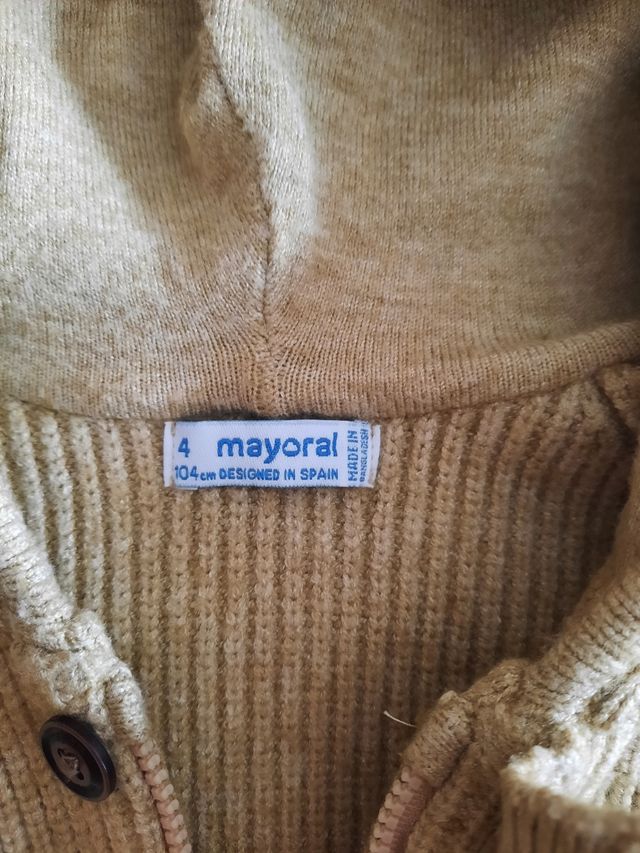 4 mayoral
104cm DESIGNED IN SPAIN
MADE IN
BANGLADESH